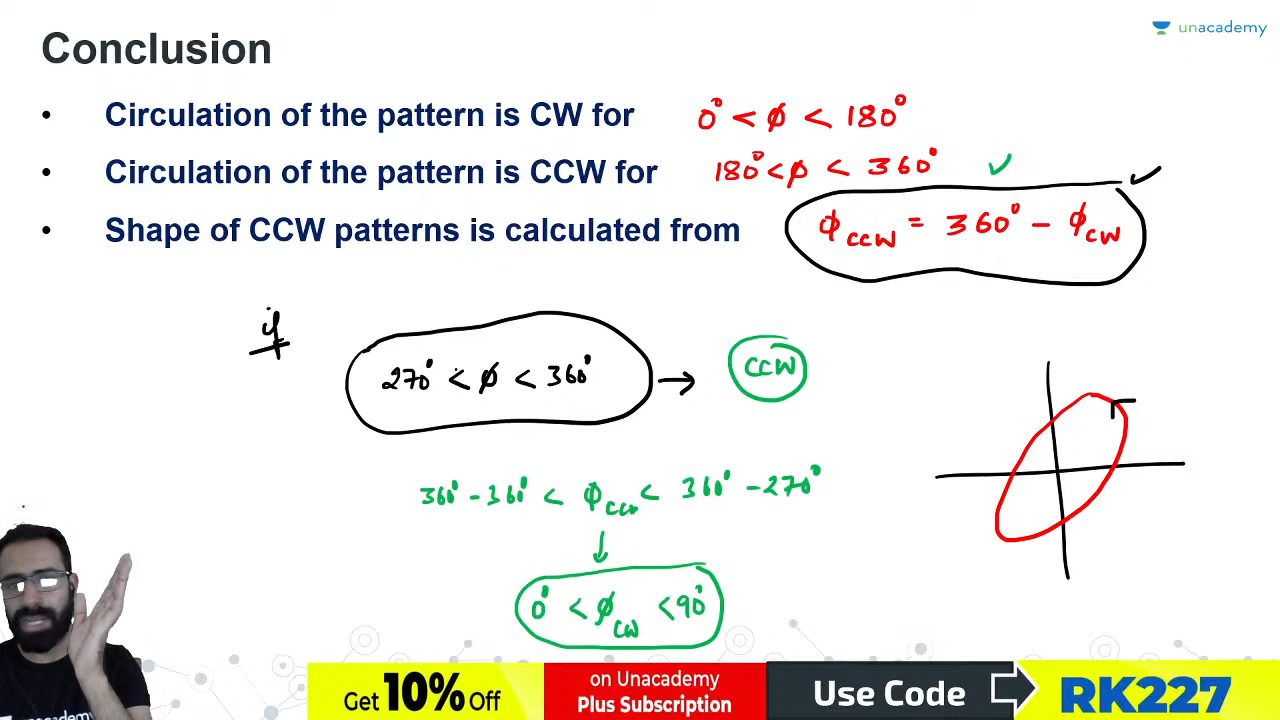 Conclusion
unacademy
• Circulation of the pattern is CW for 0° < ϕ < 180°
• Circulation of the pattern is CCW for 180° < ϕ < 360° ✓
• Shape of CCW patterns is calculated from ϕCCW = 360° - ϕCW ✓
if 270° < ϕ < 360° → CCW
360° - 360° < ϕCCW < 360° - 270°
0° < ϕCW < 90°
unacademy
Get 10% Off
on Unacademy
Plus Subscription
Use Code
RK227